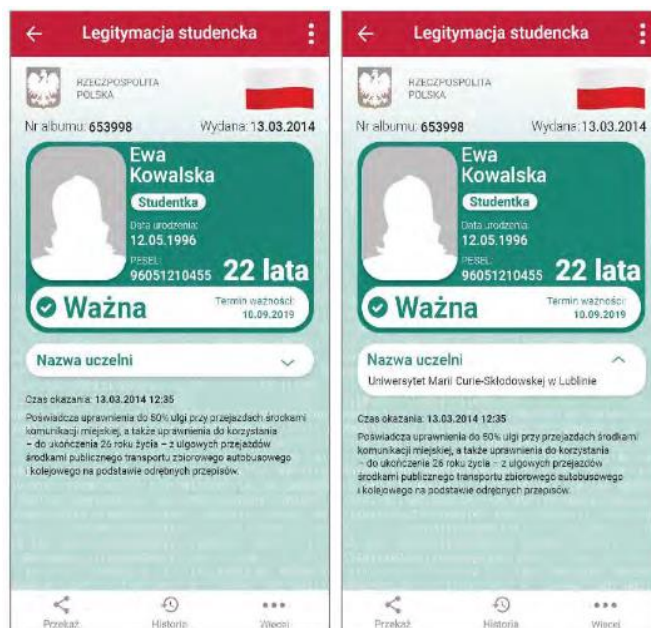 Legitymacja studencka
RZECZPOSPOLITA
POLSKA
Nr albumu: 653998 Wydana: 13.03.2014
Ewa
Kowalska
Studentka
Data urodzenia:
12.05.1996
PESEL:
96051210455 22 lata
Ważna
Termin ważności:
10.09.2019
Nazwa uczelni
Czas okazania: 13.03.2014 12:35
Poświadcza uprawnienia do 50% ulgi przy przejazdach środkami
komunikacji miejskiej, a także uprawnienia do korzystania
– do ukończenia 26 roku życia – z ulgowych przejazdów
środkami publicznego transportu zbiorowego autobusowego
i kolejowego na podstawie odrębnych przepisów.
Przekaż Historia Więcej
Legitymacja studencka
RZECZPOSPOLITA
POLSKA
Nr albumu: 653998 Wydana: 13.03.2014
Ewa
Kowalska
Studentka
Data urodzenia:
12.05.1996
PESEL:
96051210455 22 lata
Ważna
Termin ważności:
10.09.2019
Nazwa uczelni
Uniwersytet Marii Curie-Skłodowskej w Lublinie
Czas okazania: 13.03.2014 12:35
Poświadcza uprawnienia do 50% ulgi przy przejazdach środkami
komunikacji miejskiej, a także uprawnienia do korzystania
– do ukończenia 26 roku życia – z ulgowych przejazdów
środkami publicznego transportu zbiorowego autobusowego
i kolejowego na podstawie odrębnych przepisów.
Przekaż Historia Więcej